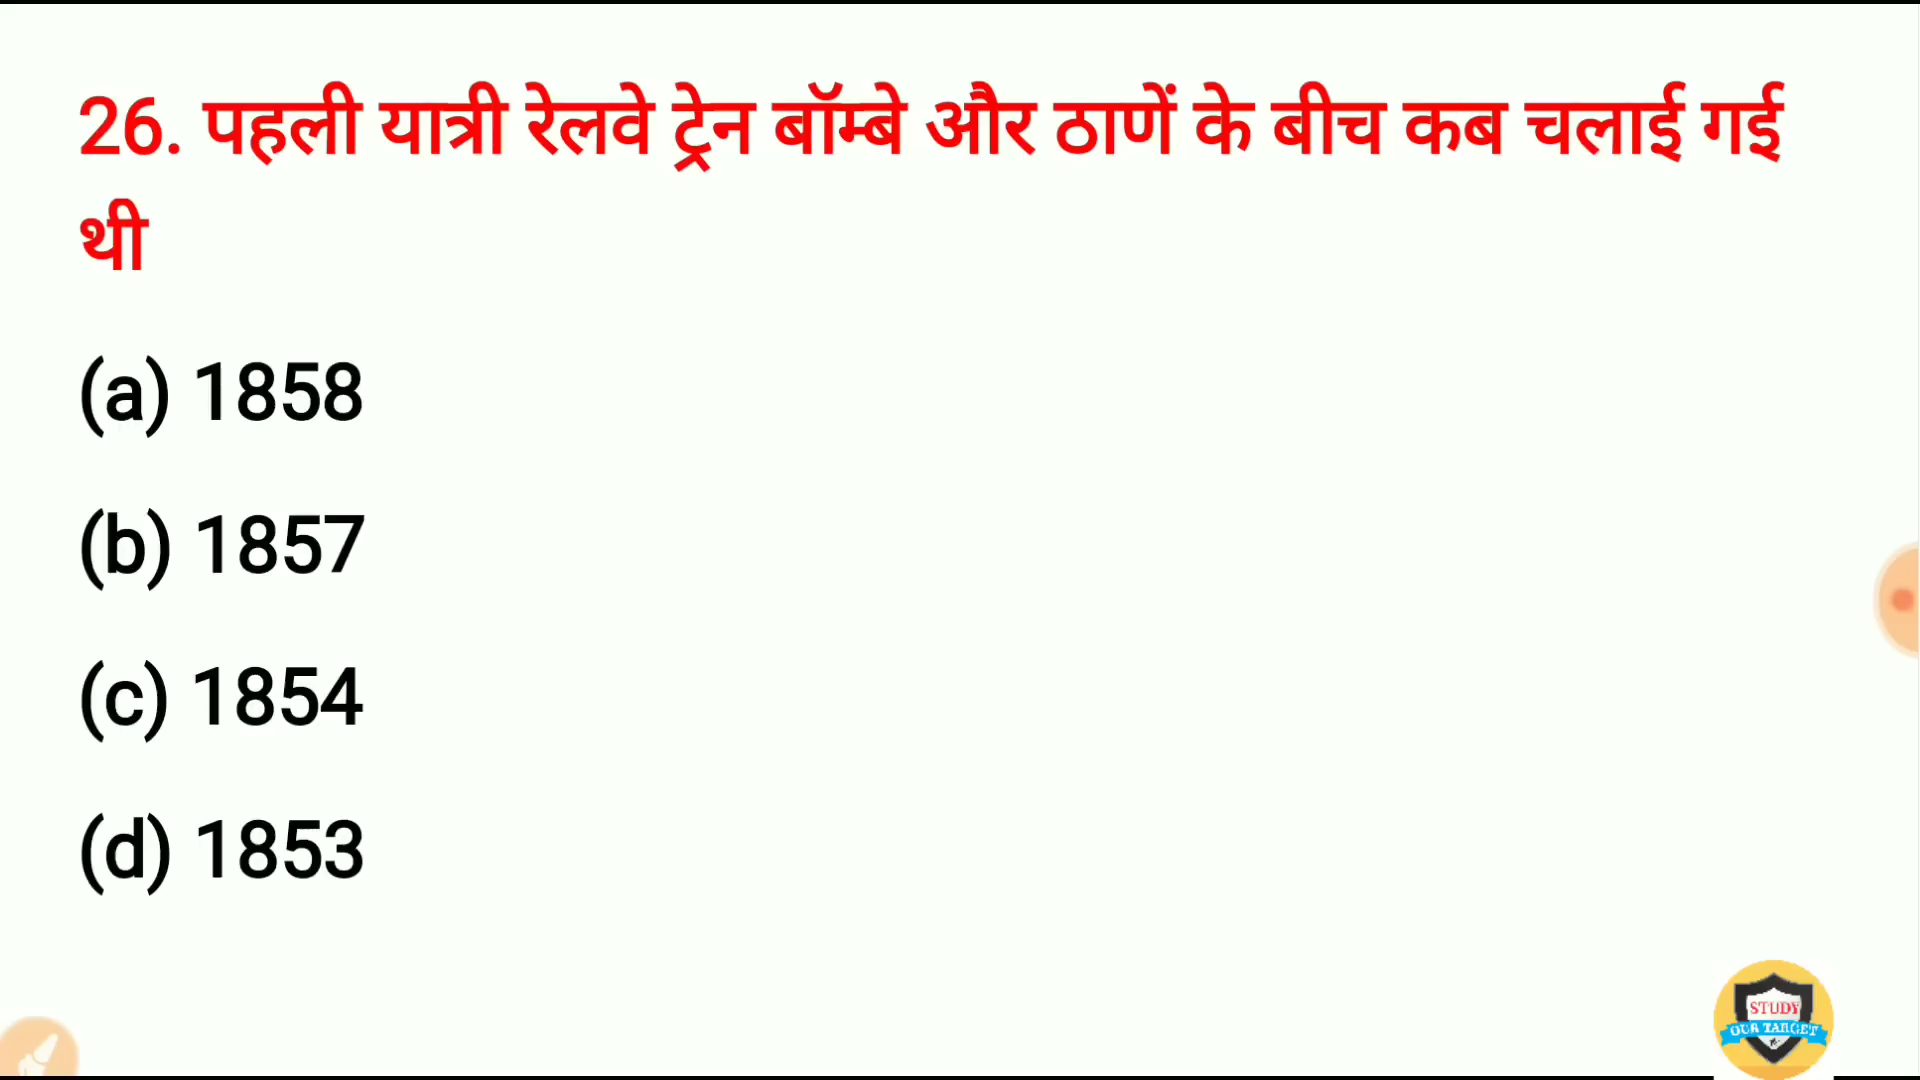 26. पहली यात्री रेलवे ट्रेन बॉम्बे और ठाणें के बीच कब चलाई गई
थी
(a) 1858
(b) 1857
(c) 1854
(d) 1853
STUDY
OUR TARGET